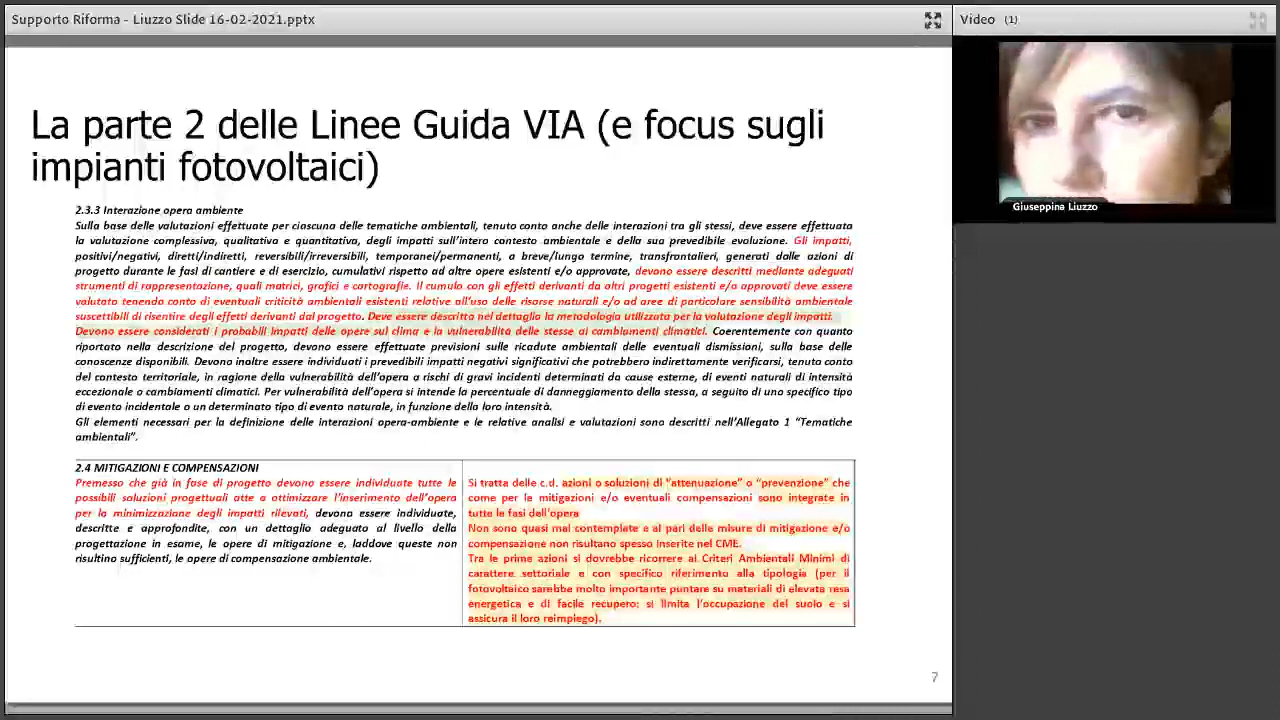 Supporto Riforma - Liuzzo Slide 16-02-2021.pptx
Video (1)
Giuseppina Liuzzo
La parte 2 delle Linee Guida VIA (e focus sugli
impianti fotovoltaici)
2.3.3 Interazione opera ambiente
Sulla base delle valutazioni effettuate per ciascuna delle tematiche ambientali, tenuto conto anche delle interazioni tra gli stessi, deve essere effettuata
la valutazione complessiva, qualitativa e quantitativa, degli impatti sull'intero contesto ambientale e della sua prevedibile evoluzione. Gli impatti,
positivi/negativi, diretti/indiretti, reversibili/irreversibili, temporanei/permanenti, a breve/lungo termine, transfrontalieri, generati dalle azioni di
progetto durante le fasi di cantiere e di esercizio, cumulativi rispetto ad altre opere esistenti e/o approvate, devono essere descritti mediante adeguati
strumenti di rappresentazione, quali matrici, grafici e cartografie. Il cumulo con gli effetti derivanti da altri progetti esistenti e/o approvati deve essere
valutato tenendo conto di eventuali criticità ambientali esistenti relative all'uso delle risorse naturali e/o ad aree di particolare sensibilità ambientale
suscettibili di risentire degli effetti derivanti dal progetto. Deve essere descritta nel dettaglio la metodologia utilizzata per la valutazione degli impatti.
Devono essere considerati i probabili impatti delle opere sul clima e la vulnerabilità delle stesse ai cambiamenti climatici. Coerentemente con quanto
riportato nella descrizione del progetto, devono essere effettuate previsioni sulle ricadute ambientali delle eventuali dismissioni, sulla base delle
conoscenze disponibili. Devono inoltre essere individuati i prevedibili impatti negativi significativi che potrebbero indirettamente verificarsi, tenuto conto
del contesto territoriale, in ragione della vulnerabilità dell'opera a rischi di gravi incidenti determinati da cause esterne, di eventi naturali di intensità
eccezionale o cambiamenti climatici. Per vulnerabilità dell'opera si intende la percentuale di danneggiamento della stessa, a seguito di uno specifico tipo
di evento incidentale o un determinato tipo di evento naturale, in funzione della loro intensità.
Gli elementi necessari per la definizione delle interazioni opera-ambiente e le relative analisi e valutazioni sono descritti nell'Allegato 1 "Tematiche
ambientali".
2.4 MITIGAZIONI E COMPENSAZIONI
Premesso che già in fase di progetto devono essere individuate tutte le
possibili soluzioni progettuali atte a ottimizzare l'inserimento dell'opera
per la minimizzazione degli impatti rilevati, devono essere individuate,
descritte e approfondite, con un dettaglio adeguato al livello della
progettazione in esame, le opere di mitigazione e, laddove queste non
risultino sufficienti, le opere di compensazione ambientale.
Si tratta delle c.d. azioni o soluzioni di "attenuazione" o "prevenzione" che
come per le mitigazioni e/o eventuali compensazioni sono integrate in
tutte le fasi dell'opera
Non sono quasi mai contemplate e al pari delle misure di mitigazione e/o
compensazione non risultano spesso inserite nel CME.
Tra le prime azioni si dovrebbe ricorrere ai Criteri Ambientali Minimi di
carattere settoriale e con specifico riferimento alla tipologia (per il
fotovoltaico sarebbe molto importante puntare su materiali di elevata resa
energetica e di facile recupero: si limita l'occupazione del suolo e si
assicura il loro reimpiego).
7